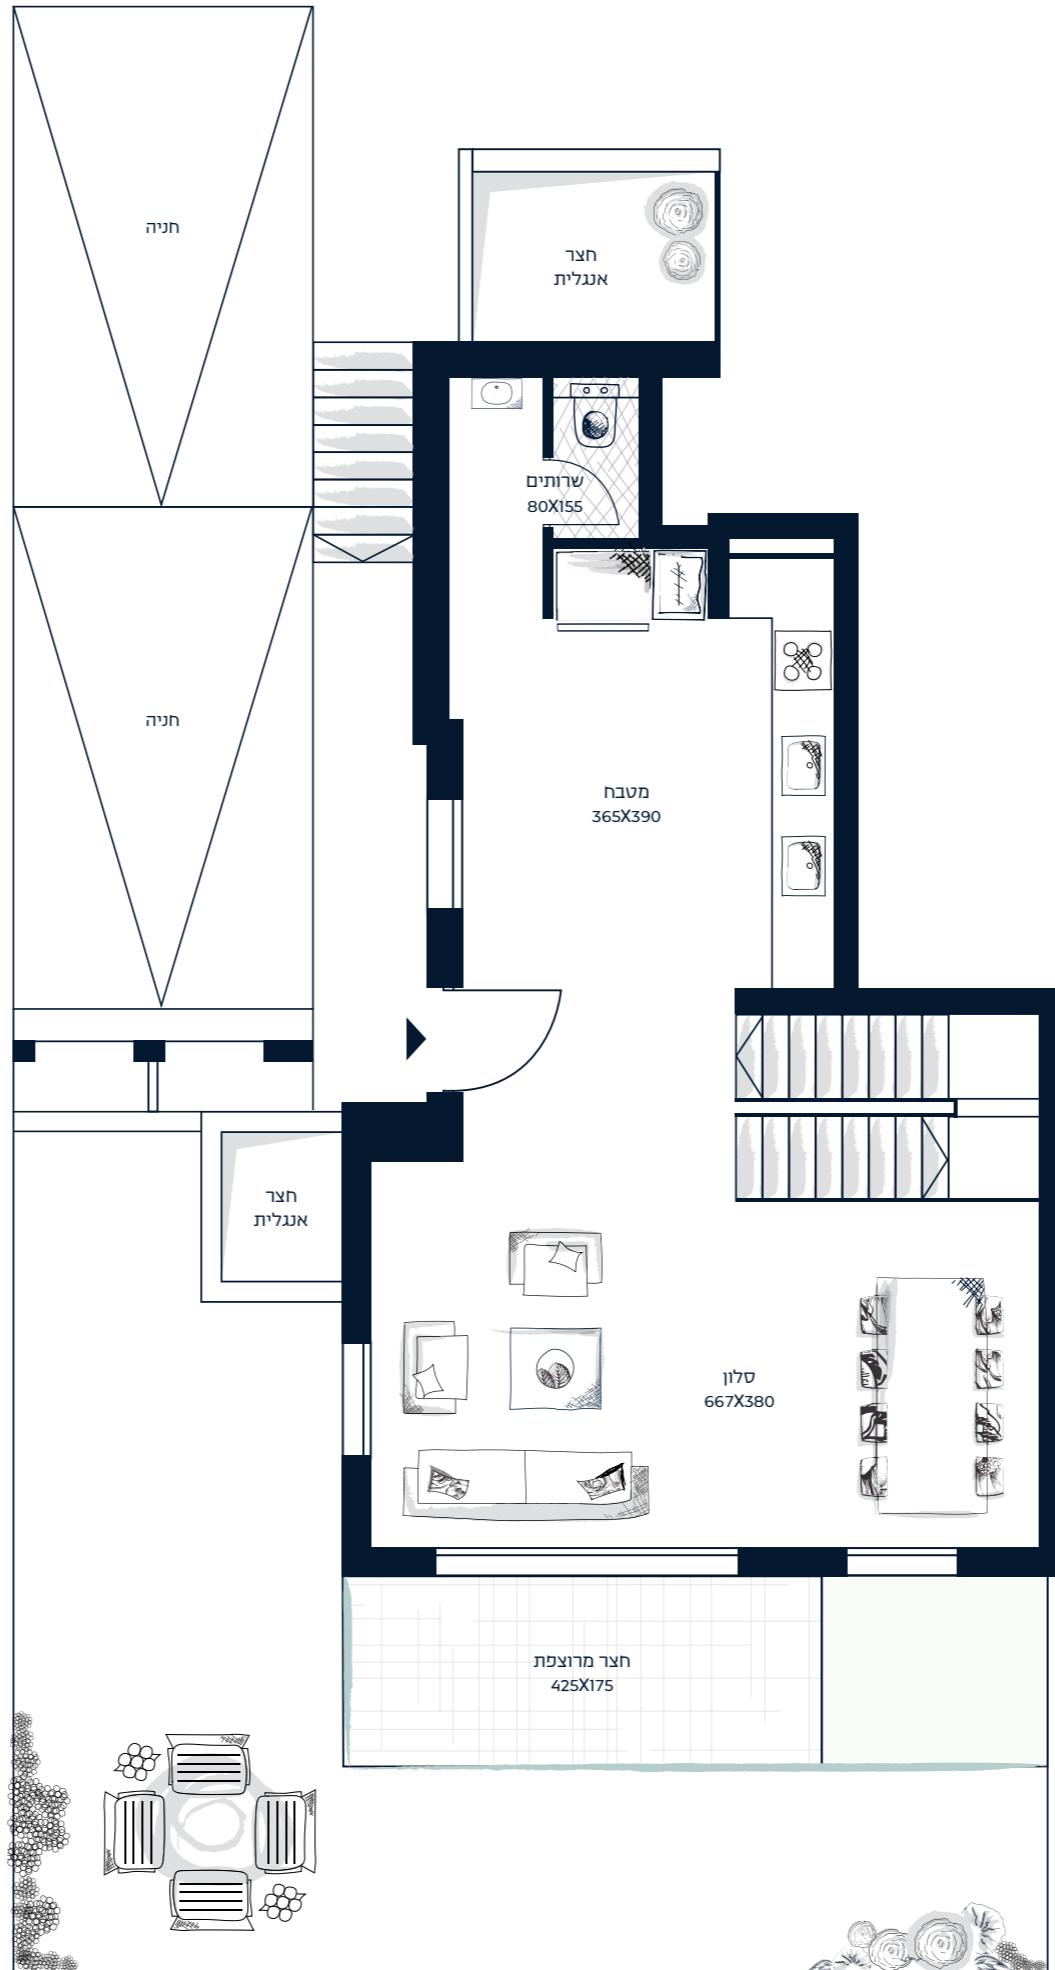 חניה
חצר
אנגלית
שרותים
80X155
חניה
מטבח
365X390
חצר
אנגלית
סלון
667X380
חצר מרוצפת
425X175